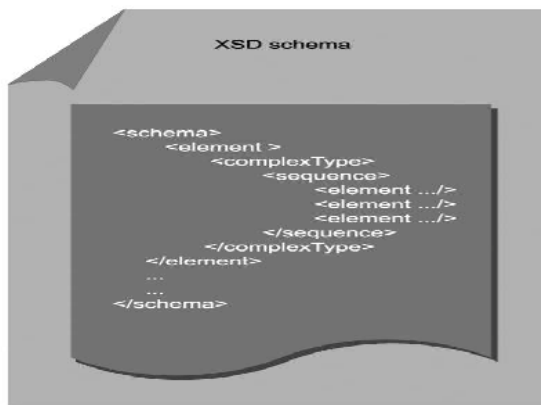 XSD schema
<schema>
<element >
<complexType>
<sequence>
<element .../>
<element .../>
<element .../>
</sequence>
</complexType>
</element>
...
...
</schema>